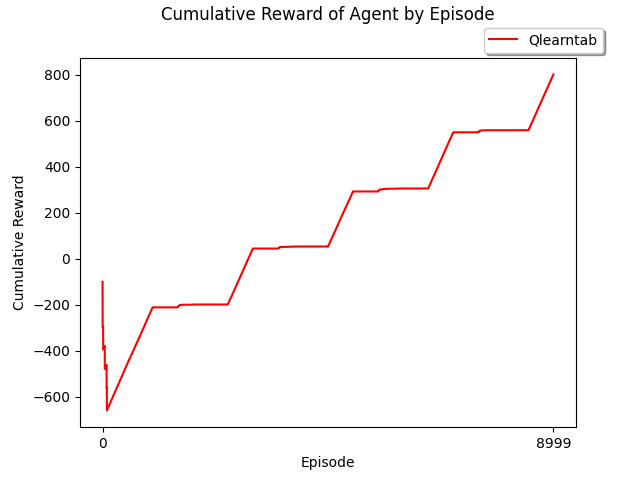 Cumulative Reward of Agent by Episode
Qlearntab
800
600
400
200
0
−200
−400
−600
Cumulative Reward
0
8999
Episode